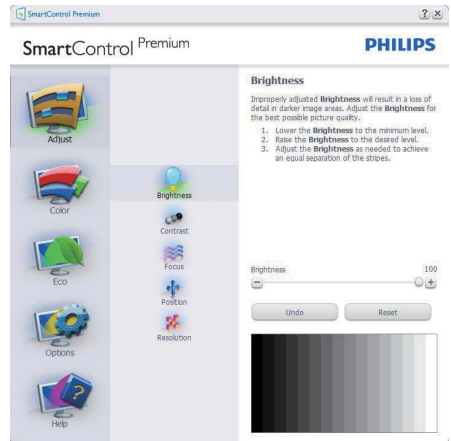 SmartControl Premium
SmartControl Premium
PHILIPS
Adjust
Color
Eco
Options
Help
Brightness
Contrast
Focus
Position
Resolution
Brightness
Improperly adjusted Brightness will result in a loss of
detail in darker image areas. Adjust the Brightness for
the best possible picture quality.
1. Lower the Brightness to the minimum level.
2. Raise the Brightness to the desired level.
3. Adjust the Brightness as needed to achieve
an equal separation of the stripes.
Brightness 100
Undo Reset